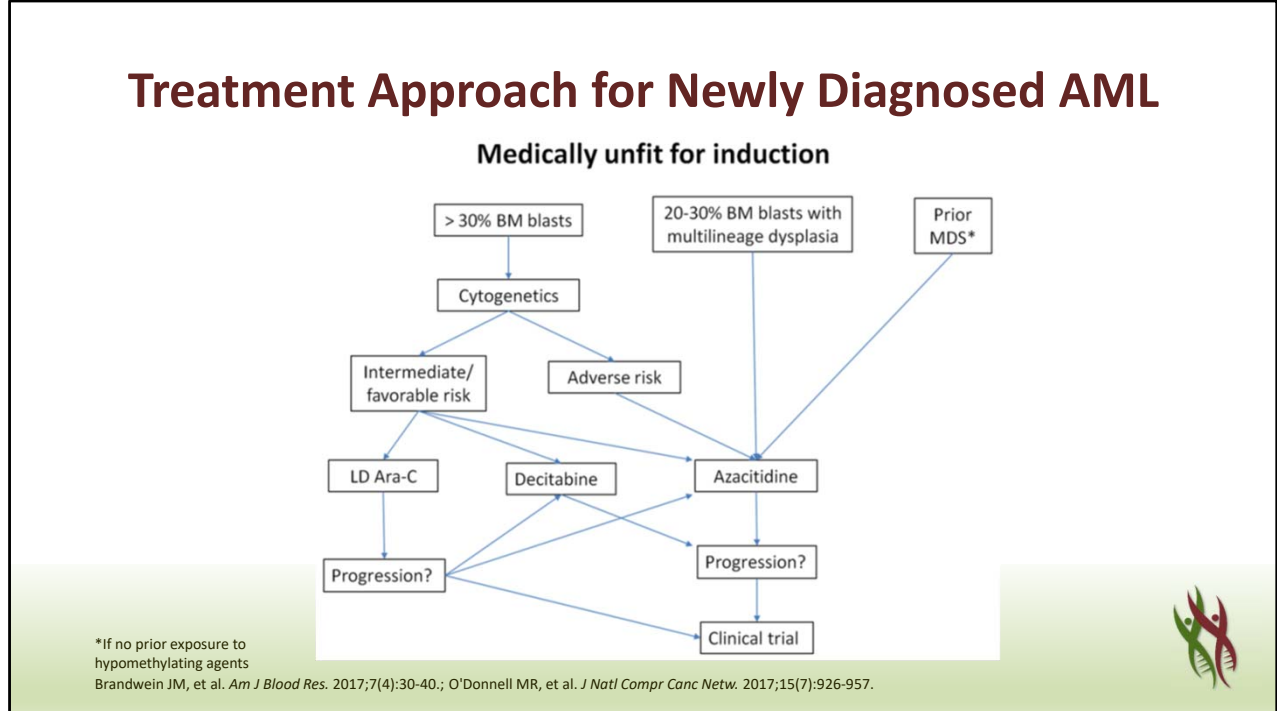 Treatment Approach for Newly Diagnosed AML
Medically unfit for induction
> 30% BM blasts
20-30% BM blasts with
multilineage dysplasia
Prior
MDS*
Cytogenetics
Intermediate/
favorable risk
Adverse risk
LD Ara-C
Decitabine
Azacitidine
Progression?
Progression?
Clinical trial
*If no prior exposure to
hypomethylating agents
Brandwein JM, et al. Am J Blood Res. 2017;7(4):30-40.; O'Donnell MR, et al. J Natl Compr Canc Netw. 2017;15(7):926-957.